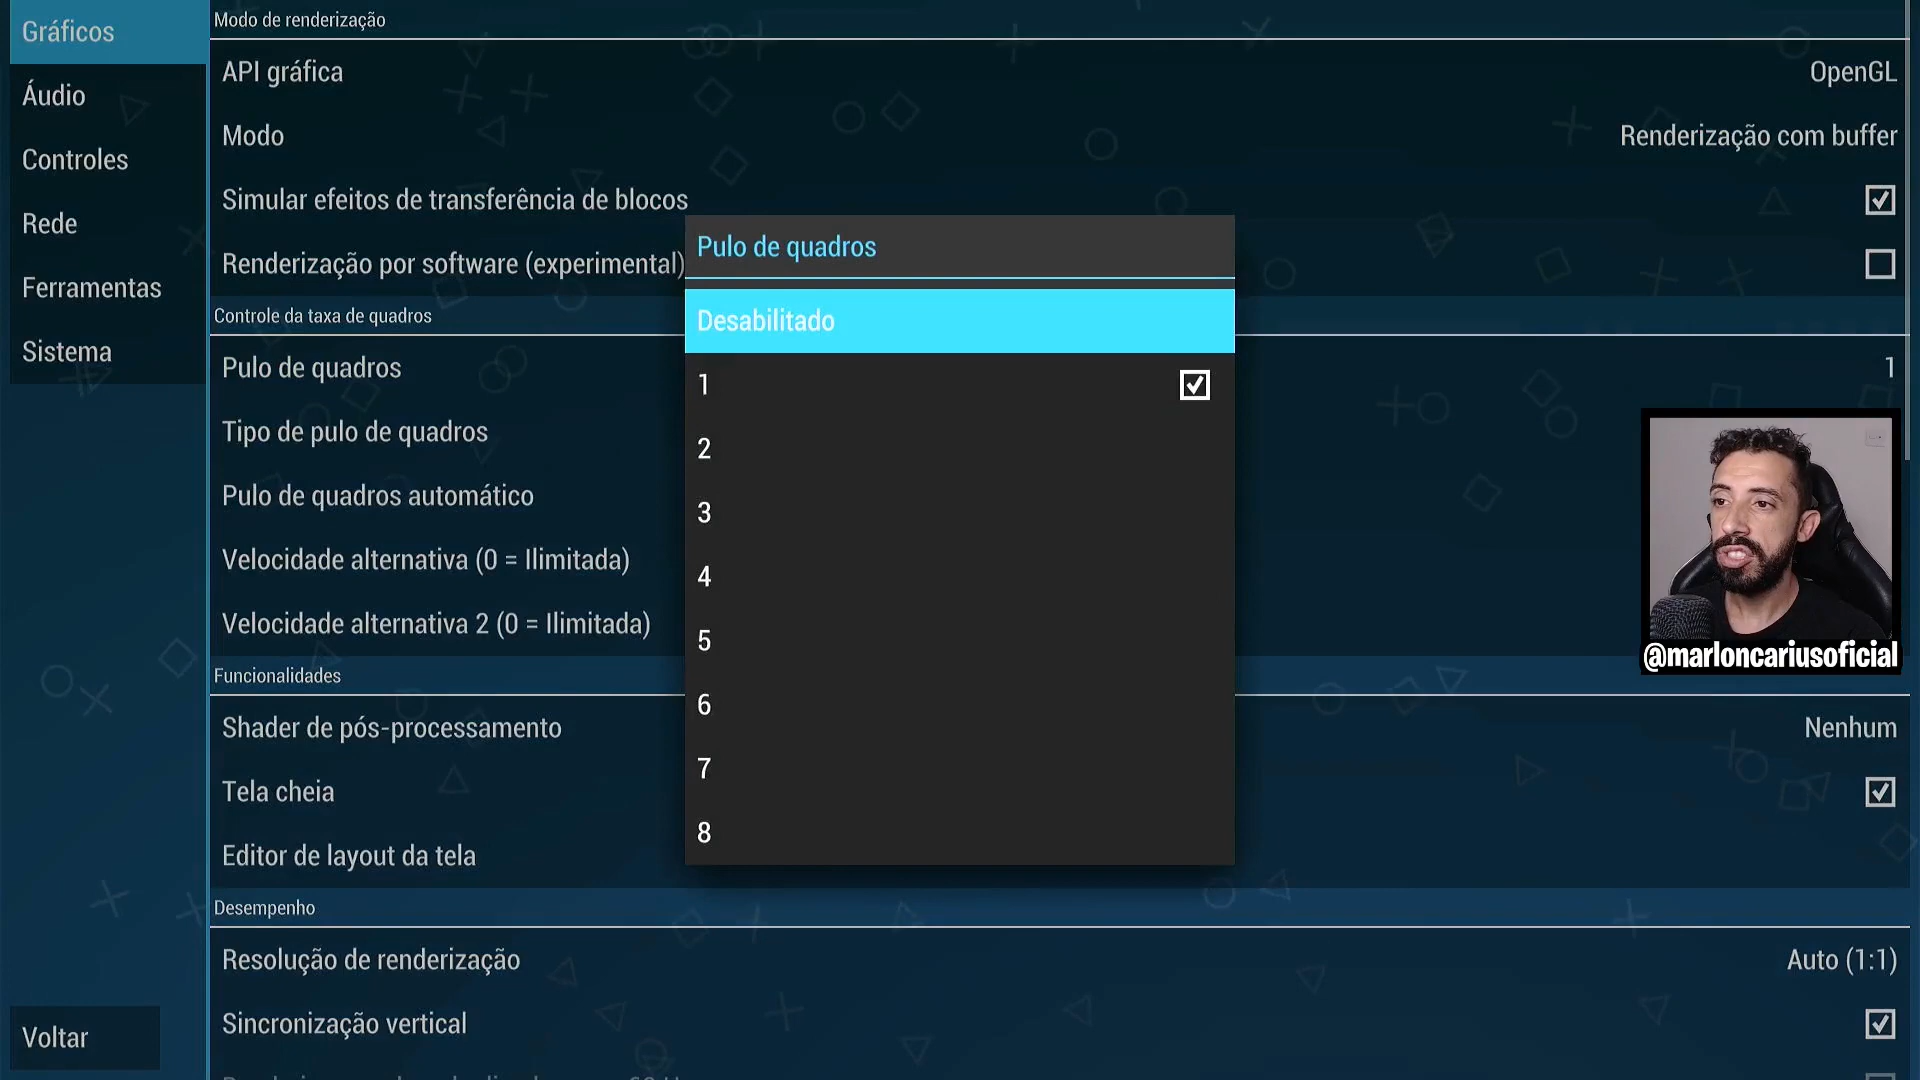 Gráficos
Áudio
Controles
Rede
Ferramentas
Sistema
Voltar
Modo de renderização
API gráfica
OpenGL
Modo
Renderização com buffer
Simular efeitos de transferência de blocos
Renderização por software (experimental)
Controle da taxa de quadros
Pulo de quadros
1
Tipo de pulo de quadros
Pulo de quadros automático
Velocidade alternativa (0 = Ilimitada)
Velocidade alternativa 2 (0 = Ilimitada)
Funcionalidades
Shader de pós-processamento
Nenhum
Tela cheia
Editor de layout da tela
Desempenho
Resolução de renderização
Auto (1:1)
Sincronização vertical
Pulo de quadros
Desabilitado
1
2
3
4
5
6
7
8
@marloncariusoficial